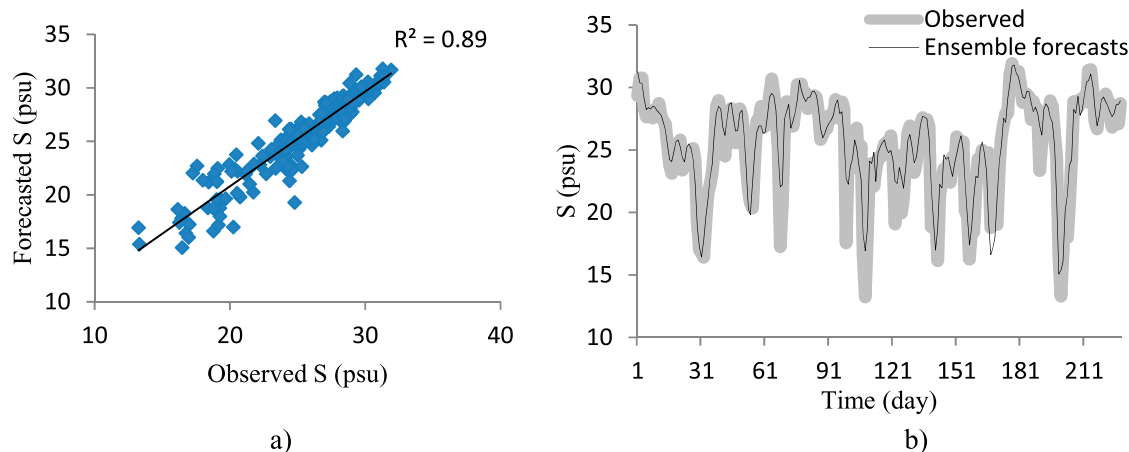 35
30
25
20
15
10
10 20 30 40
R² = 0.89
Forecasted S (psu)
Observed S (psu)
a)
Observed
Ensemble forecasts
35
30
25
20
15
10
1 31 61 91 121 151 181 211
S (psu)
Time (day)
b)